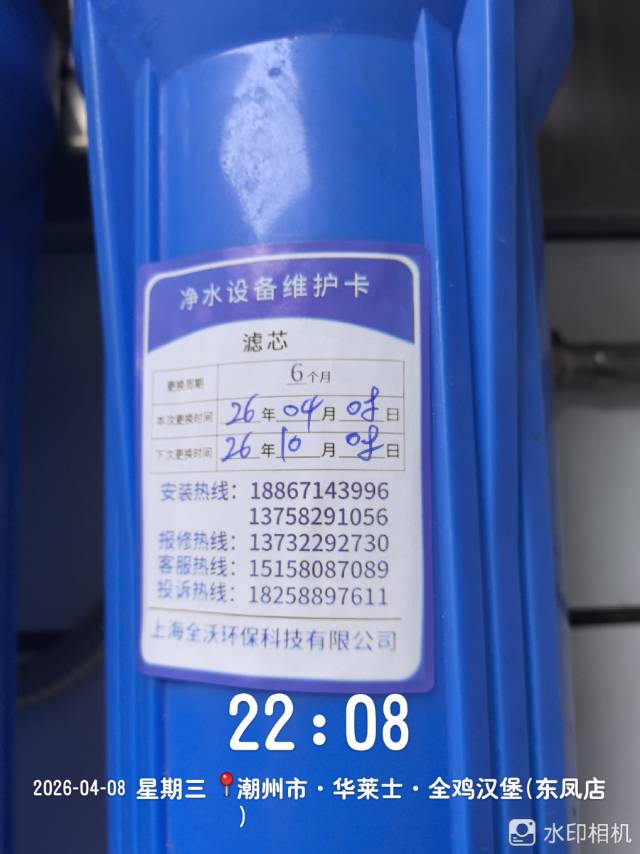 净水设备维护卡
滤芯
更换周期 6个月
本次更换时间 26年04月08日
下次更换时间 26年10月08日
安装热线：18867143996
13758291056
报修热线：13732292730
客服热线：15158087089
投诉热线：18258897611
上海全沃环保科技有限公司
22:08
2026-04-08 星期三 📍潮州市·华莱士·全鸡汉堡(东凤店
)
水印相机